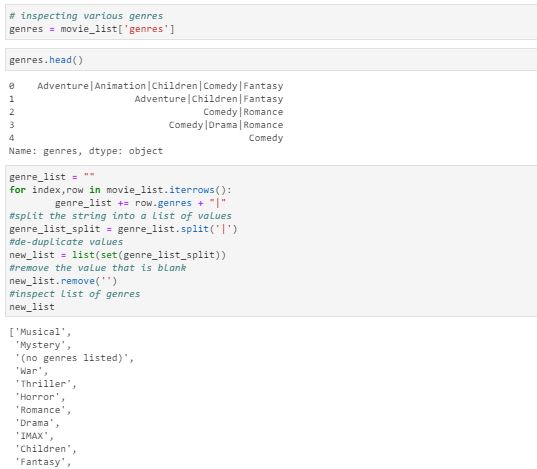 # inspecting various genres
genres = movie_list['genres']
genres.head()
0    Adventure|Animation|Children|Comedy|Fantasy
1                     Adventure|Children|Fantasy
2                                 Comedy|Romance
3                           Comedy|Drama|Romance
4                                         Comedy
Name: genres, dtype: object
genre_list = ""
for index,row in movie_list.iterrows():
        genre_list += row.genres + "|"
#split the string into a list of values
genre_list_split = genre_list.split('|')
#de-duplicate values
new_list = list(set(genre_list_split))
#remove the value that is blank
new_list.remove('')
#inspect list of genres
new_list
['Musical',
 'Mystery',
 '(no genres listed)',
 'War',
 'Thriller',
 'Horror',
 'Romance',
 'Drama',
 'IMAX',
 'Children',
 'Fantasy',